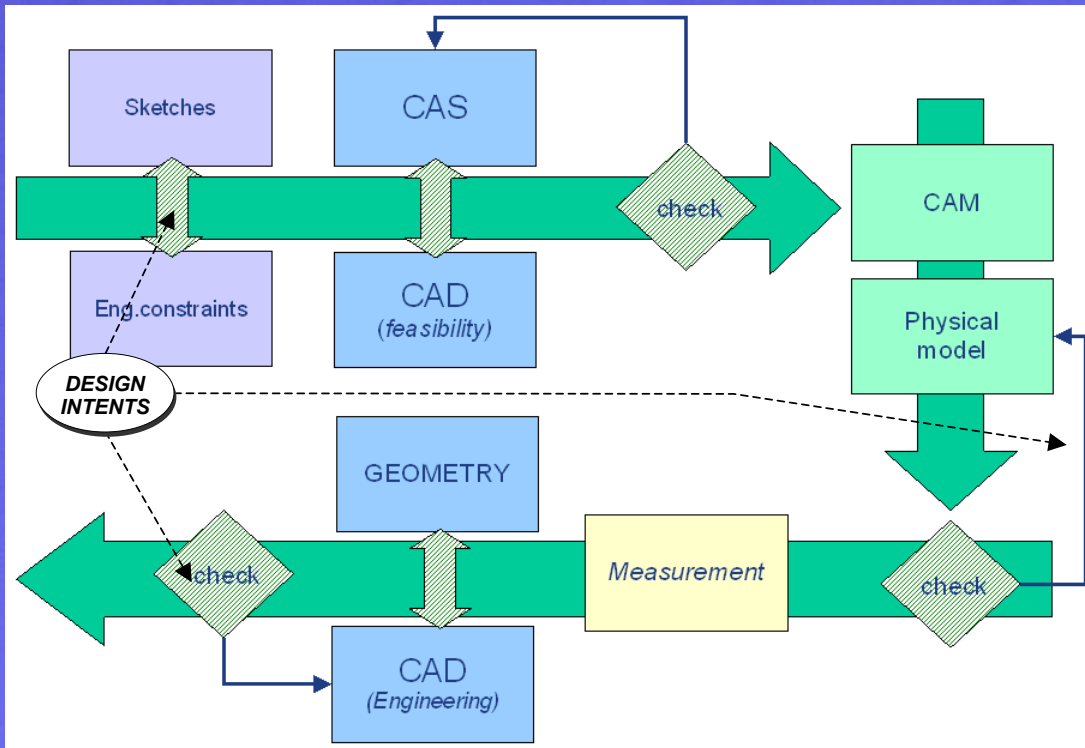 Sketches
CAS
check
CAM
Eng.constraints
CAD
(feasibility)
Physical
model
DESIGN
INTENTS
GEOMETRY
check
Measurement
check
CAD
(Engineering)